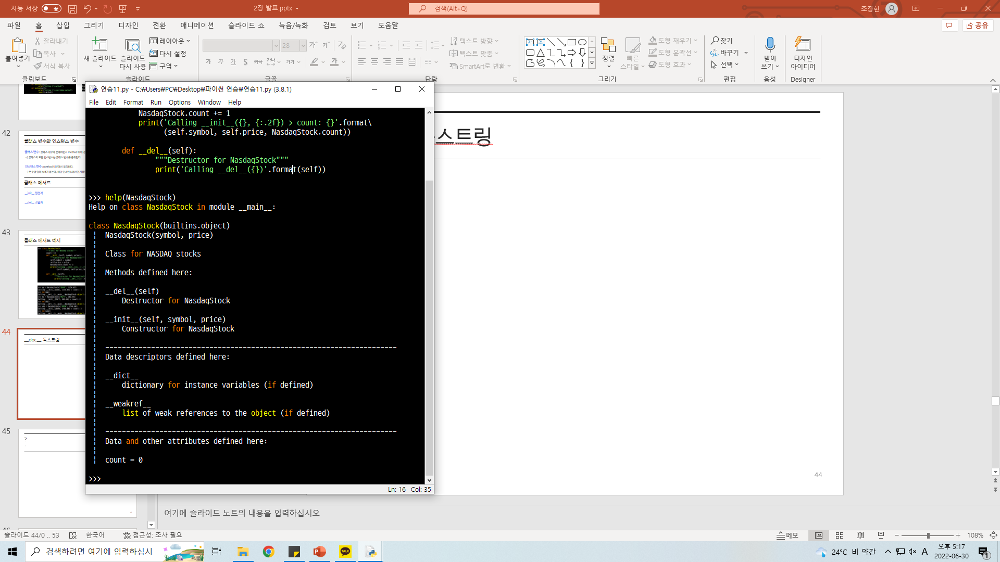 자동 저장 끔
2장 발표.pptx
검색(Alt+Q)
조장현
파일 홈 삽입 그리기 디자인 전환 애니메이션 슬라이드 쇼 녹음/녹화 검토 보기 도움말 공유
붙여넣기
잘라내기
복사
서식 복사
클립보드
새 슬라이드
슬라이드 다시 사용
레이아웃
다시 설정
구역
슬라이드
28
가 가 가 S 가나 가가 가
글꼴
텍스트 방향
텍스트 맞춤
SmartArt로 변환
단락
정렬
빠른 스타일
도형 채우기
도형 윤곽선
도형 효과
그리기
찾기
바꾸기
선택
편집
받아쓰기
음성
디자인 아이디어
Designer
42
클래스 변수와 인스턴스 변수
클래스 메서드
__init__ 생성자
__del__ 소멸자
43
클래스 메서드 예시
44
__doc__ 독스트링
45
?
연습11.py - C:₩Users₩PC₩Desktop₩파이썬 연습₩연습11.py (3.8.1)
File Edit Format Run Options Window Help
NasdaqStock.count += 1
print('Calling __init__({}, {:.2f}) > count: {}'.format\
(self.symbol, self.price, NasdaqStock.count))
def __del__(self):
"""Destructor for NasdaqStock"""
print('Calling __del__({})'.format(self))
>>> help(NasdaqStock)
Help on class NasdaqStock in module __main__:
class NasdaqStock(builtins.object)
NasdaqStock(symbol, price)
Class for NASDAQ stocks
Methods defined here:
__del__(self)
Destructor for NasdaqStock
__init__(self, symbol, price)
Constructor for NasdaqStock
----------------------------------------------------------------------
Data descriptors defined here:
__dict__
dictionary for instance variables (if defined)
__weakref__
list of weak references to the object (if defined)
----------------------------------------------------------------------
Data and other attributes defined here:
count = 0
>>>
Ln: 16 Col: 35
스트링
44
여기에 슬라이드 노트의 내용을 입력하십시오
슬라이드 44/0 .. 53 한국어 접근성: 조사 필요 메모 108%
검색하려면 여기에 입력하십시
TALK
24°C 비 약간
A
오후 5:17
2022-06-30
1